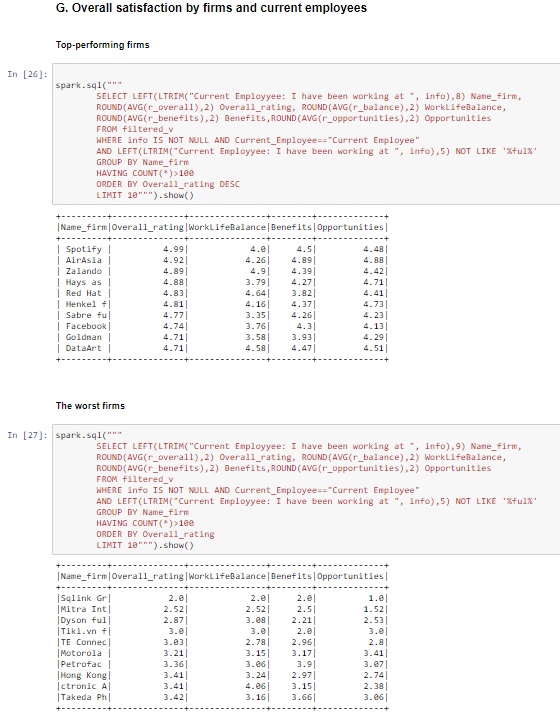 G. Overall satisfaction by firms and current employees
Top-performing firms
In [26]:
spark.sql("""
SELECT LEFT(LTRIM("Current Employyee: I have been working at ", info),8) Name_firm,
ROUND(AVG(r_overall),2) Overall_rating, ROUND(AVG(r_balance),2) WorkLifeBalance,
ROUND(AVG(r_benefits),2) Benefits,ROUND(AVG(r_opportunities),2) Opportunities
FROM filtered_v
WHERE info IS NOT NULL AND Current_Employee=="Current Employee"
AND LEFT(LTRIM("Current Employyee: I have been working at ", info),5) NOT LIKE '%ful%'
GROUP BY Name_firm
HAVING COUNT(*)>100
ORDER BY Overall_rating DESC
LIMIT 10""").show()
+---------+--------------+---------------+--------+-------------+
|Name_firm|Overall_rating|WorkLifeBalance|Benefits|Opportunities|
+---------+--------------+---------------+--------+-------------+
| Spotify | 4.99| 4.0| 4.5| 4.48|
| AirAsia | 4.92| 4.26| 4.89| 4.88|
| Zalando | 4.89| 4.9| 4.39| 4.42|
| Hays as | 4.88| 3.79| 4.27| 4.71|
| Red Hat | 4.83| 4.64| 3.82| 4.41|
| Henkel f| 4.81| 4.16| 4.37| 4.73|
| Sabre fu| 4.77| 3.35| 4.26| 4.23|
| Facebook| 4.74| 3.76| 4.3| 4.13|
| Goldman | 4.71| 3.58| 3.93| 4.29|
| DataArt | 4.71| 4.58| 4.47| 4.51|
+---------+--------------+---------------+--------+-------------+
The worst firms
In [27]:
spark.sql("""
SELECT LEFT(LTRIM("Current Employyee: I have been working at ", info),9) Name_firm,
ROUND(AVG(r_overall),2) Overall_rating, ROUND(AVG(r_balance),2) WorkLifeBalance,
ROUND(AVG(r_benefits),2) Benefits,ROUND(AVG(r_opportunities),2) Opportunities
FROM filtered_v
WHERE info IS NOT NULL AND Current_Employee=="Current Employee"
AND LEFT(LTRIM("Current Employyee: I have been working at ", info),5) NOT LIKE '%ful%'
GROUP BY Name_firm
HAVING COUNT(*)>100
ORDER BY Overall_rating
LIMIT 10""").show()
+---------+--------------+---------------+--------+-------------+
|Name_firm|Overall_rating|WorkLifeBalance|Benefits|Opportunities|
+---------+--------------+---------------+--------+-------------+
|Sqlink Gr| 2.0| 2.0| 2.0| 1.0|
|Mitra Int| 2.52| 2.52| 2.5| 1.52|
|Dyson ful| 2.87| 3.08| 2.21| 2.53|
|Tiki.vn f| 3.0| 3.0| 2.0| 3.0|
|TE Connec| 3.03| 2.78| 2.96| 2.8|
|Motorola | 3.21| 3.15| 3.17| 3.41|
|Petrofac | 3.36| 3.06| 3.9| 3.07|
|Hong Kong| 3.41| 3.24| 2.97| 2.74|
|ctronic A| 3.41| 4.06| 3.15| 2.38|
|Takeda Ph| 3.42| 3.16| 3.66| 3.06|
+---------+--------------+---------------+--------+-------------+